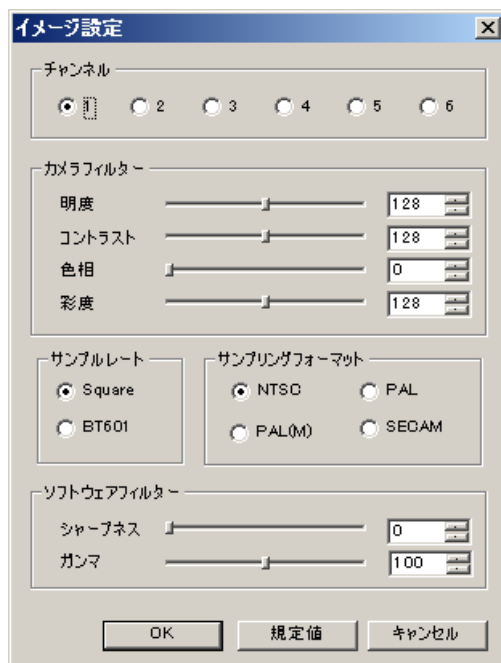 イメージ設定
チャンネル
1 2 3 4 5 6
カメラフィルター
明度 128
コントラスト 128
色相 0
彩度 128
サンプルレート
Square
BT601
サンプリングフォーマット
NTSC PAL
PAL(M) SECAM
ソフトウェアフィルター
シャープネス 0
ガンマ 100
OK 規定値 キャンセル